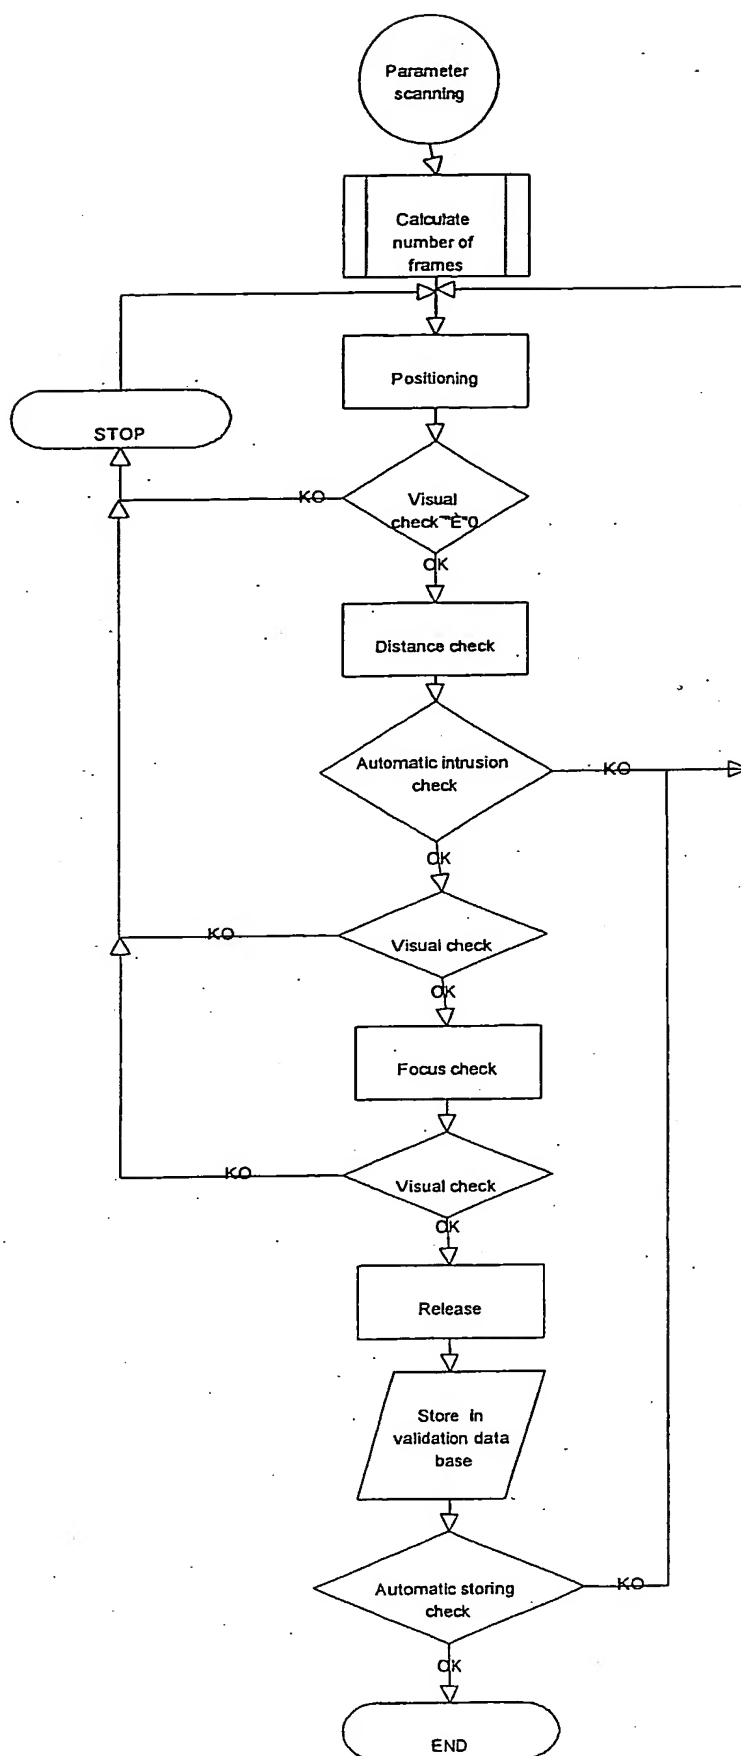 Parameter
scanning
Calculate
number of
frames
Positioning
STOP
KO
Visual
check
OK
Distance check
Automatic intrusion
check
KO
OK
KO
Visual check
OK
Focus check
KO
Visual check
OK
Release
Store in
validation data
base
Automatic storing
check
KO
OK
END